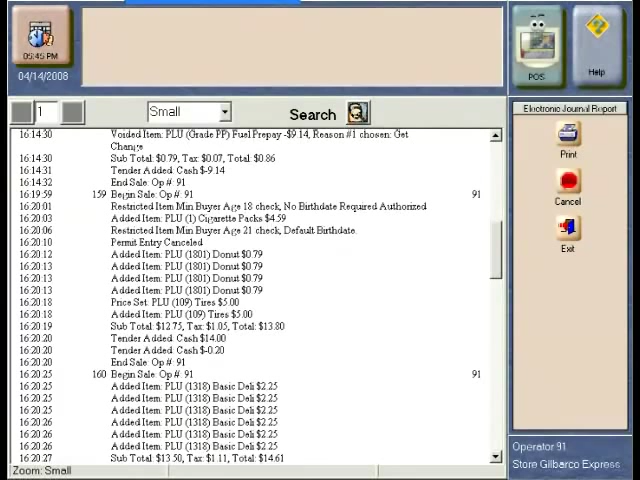 05:45 PM
04/14/2008
POS
Help
1
Small
Search
Electronic Journal Report
Print
Cancel
Exit
16:14:30 Voided Item: PLU (Grade PP) Fuel Prepay -$9.14, Reason #1 chosen: Get
Change
16:14:30 Sub Total: $0.79, Tax: $0.07, Total: $0.86
16:14:31 Tender Added: Cash $-9.14
16:14:32 End Sale: Op #: 91
16:19:59 159 Begin Sale: Op #: 91 91
16:20:01 Restricted Item Min Buyer Age 18 check, No Birthdate Required Authorized
16:20:03 Added Item: PLU (1) Cigarette Packs $4.59
16:20:06 Restricted Item Min Buyer Age 21 check, Default Birthdate.
16:20:10 Permit Entry Canceled
16:20:12 Added Item: PLU (1801) Donut $0.79
16:20:13 Added Item: PLU (1801) Donut $0.79
16:20:13 Added Item: PLU (1801) Donut $0.79
16:20:13 Added Item: PLU (1801) Donut $0.79
16:20:18 Price Set: PLU (109) Tires $5.00
16:20:18 Added Item: PLU (109) Tires $5.00
16:20:19 Sub Total: $12.75, Tax: $1.05, Total: $13.80
16:20:20 Tender Added: Cash $14.00
16:20:20 Tender Added: Cash $-0.20
16:20:20 End Sale: Op #: 91
16:20:25 160 Begin Sale: Op #: 91 91
16:20:25 Added Item: PLU (1318) Basic Deli $2.25
16:20:25 Added Item: PLU (1318) Basic Deli $2.25
16:20:25 Added Item: PLU (1318) Basic Deli $2.25
16:20:26 Added Item: PLU (1318) Basic Deli $2.25
16:20:26 Added Item: PLU (1318) Basic Deli $2.25
16:20:26 Added Item: PLU (1318) Basic Deli $2.25
16:20:27 Sub Total: $13.50, Tax: $1.11, Total: $14.61
Zoom: Small
Operator 91
Store Gilbarco Express